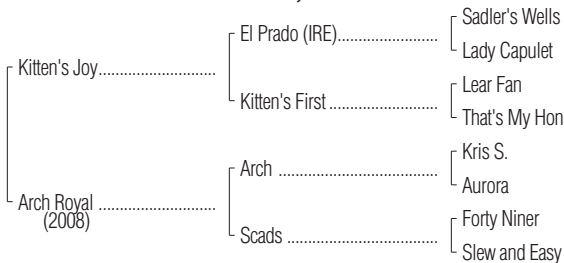 Sadler's Wells
El Prado (IRE)
Lady Capulet
Kitten's Joy
Lear Fan
Kitten's First
That's My Hon
Kris S.
Arch
Aurora
Arch Royal
(2008)
Forty Niner
Scads
Slew and Easy